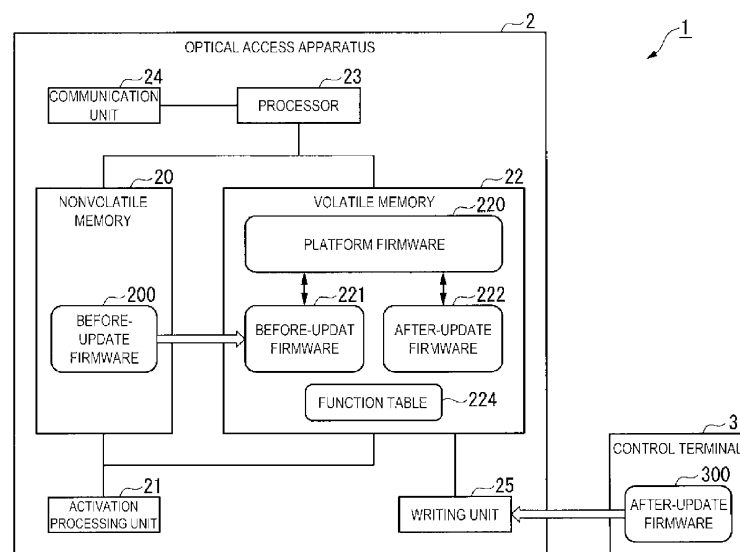 2
1
OPTICAL ACCESS APPARATUS
24
23
COMMUNICATION
UNIT
PROCESSOR
20
22
NONVOLATILE
MEMORY
VOLATILE MEMORY
220
PLATFORM FIRMWARE
200
221
222
BEFORE-
UPDATE
FIRMWARE
BEFORE-UPDAT
FIRMWARE
AFTER-UPDATE
FIRMWARE
FUNCTION TABLE
224
3
CONTROL TERMINAL
21
25
300
ACTIVATION
PROCESSING UNIT
WRITING UNIT
AFTER-UPDATE
FIRMWARE